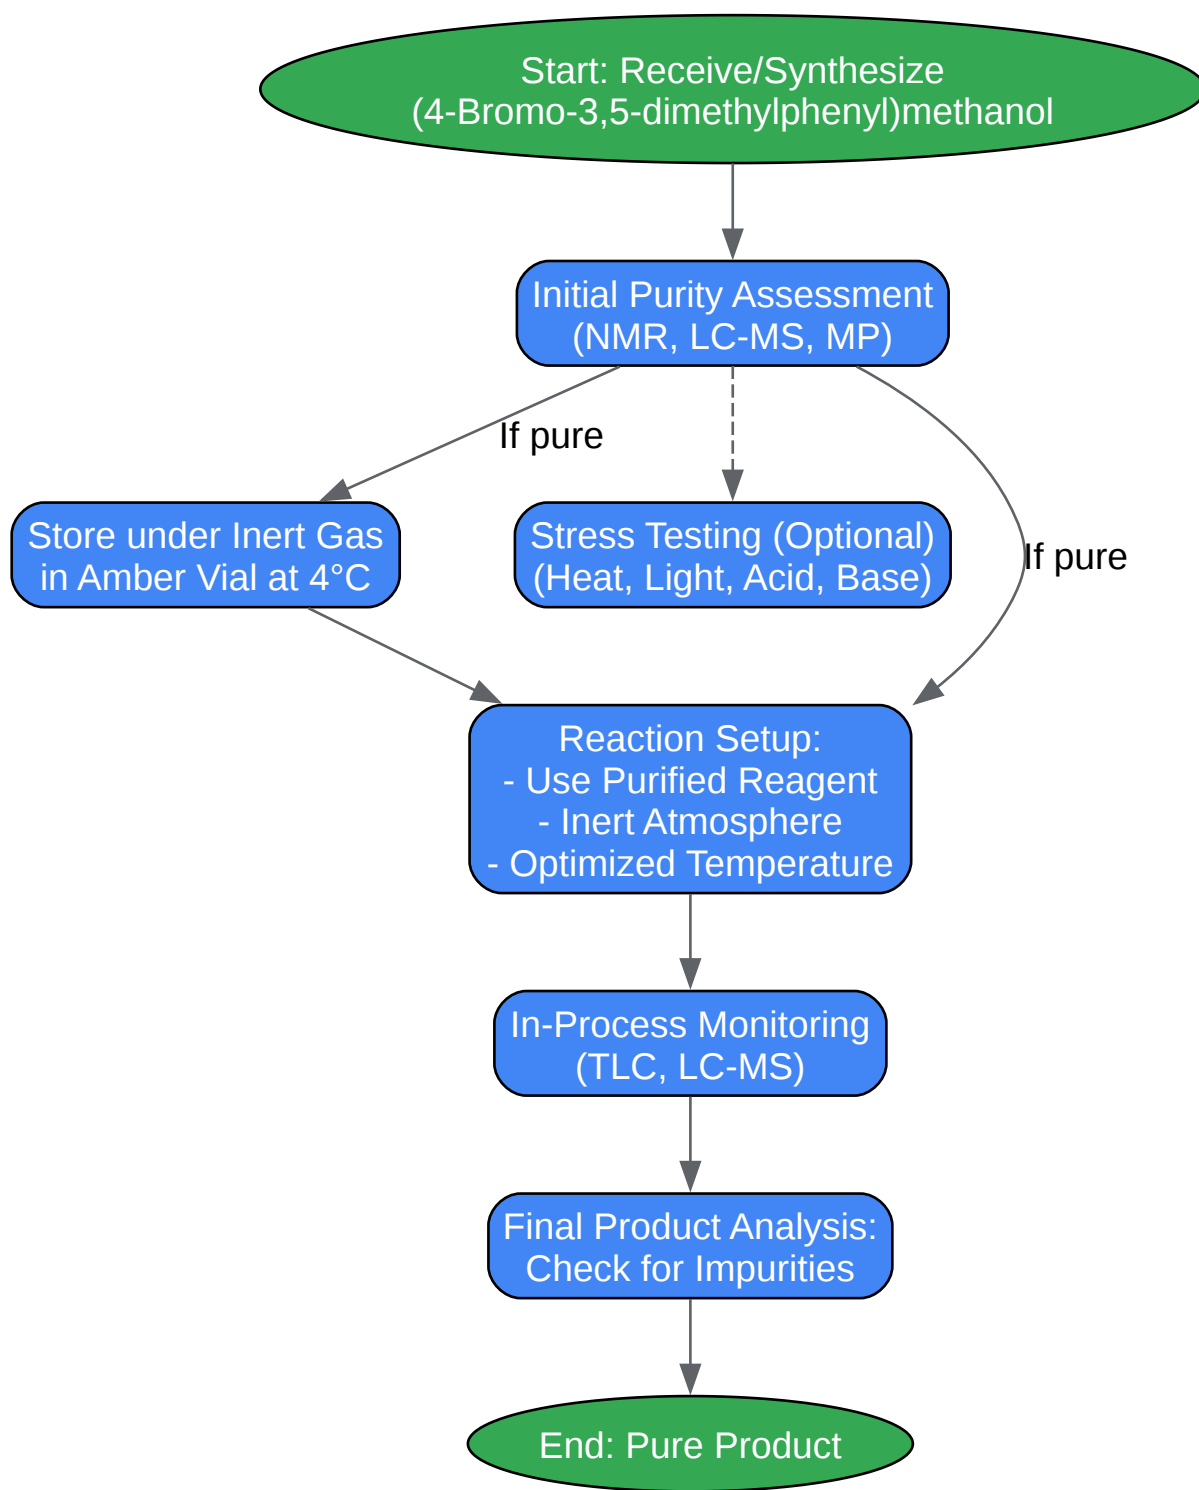 Start: Receive/Synthesize
(4-Bromo-3,5-dimethylphenyl)methanol
Initial Purity Assessment
(NMR, LC-MS, MP)
If pure
Store under Inert Gas
in Amber Vial at 4°C
Stress Testing (Optional)
(Heat, Light, Acid, Base)
If pure
Reaction Setup:
- Use Purified Reagent
- Inert Atmosphere
- Optimized Temperature
In-Process Monitoring
(TLC, LC-MS)
Final Product Analysis:
Check for Impurities
End: Pure Product